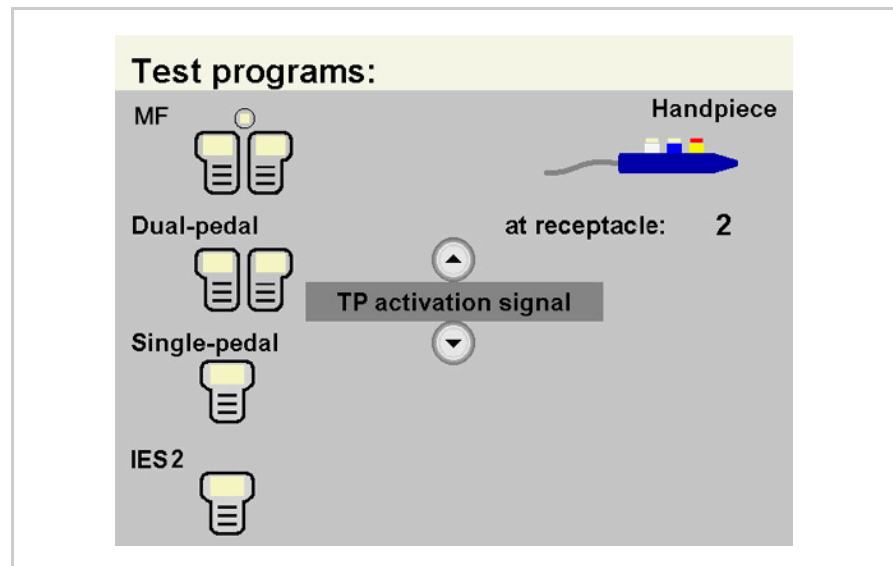 Test programs:
MF
Handpiece
Dual-pedal
at receptacle: 2
TP activation signal
Single-pedal
IES 2